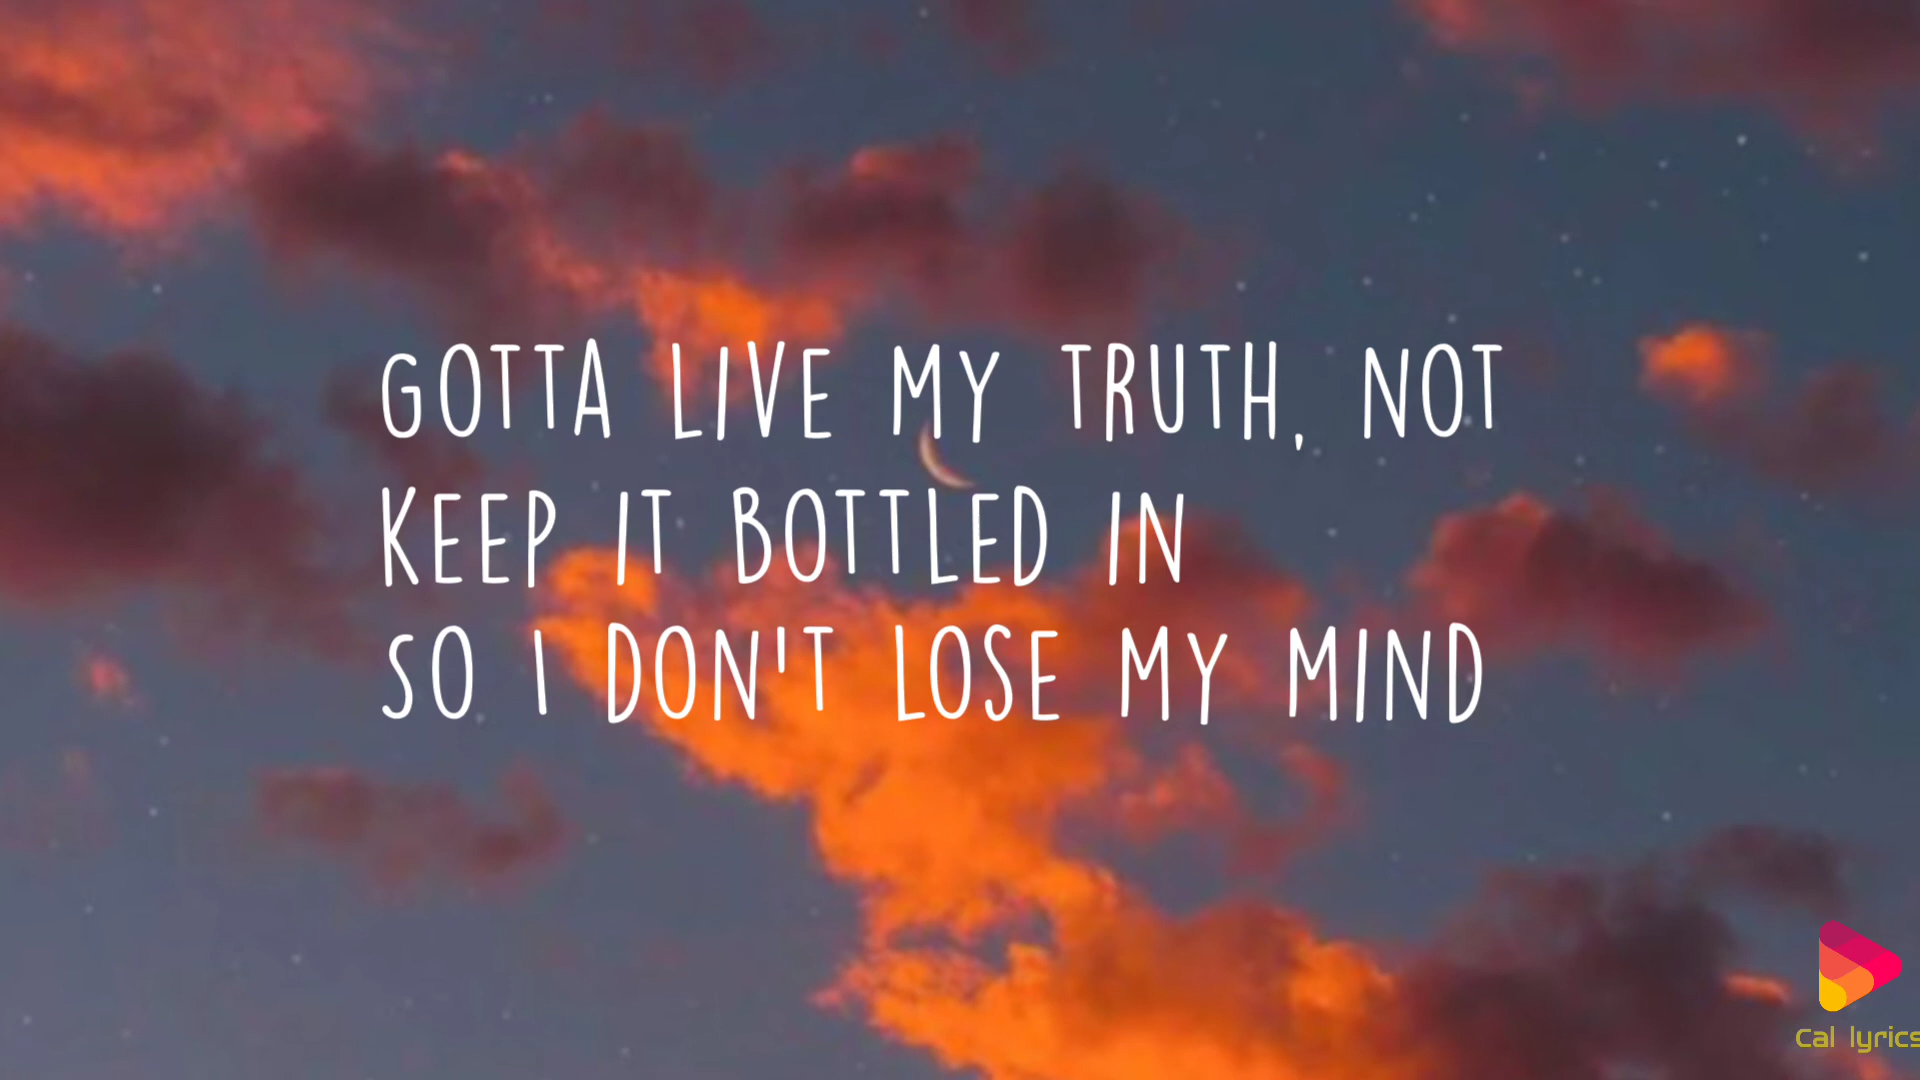 GOTTA LIVE MY TRUTH, NOT
KEEP IT BOTTLED IN
SO I DON'T LOSE MY MIND
Cal lyrics